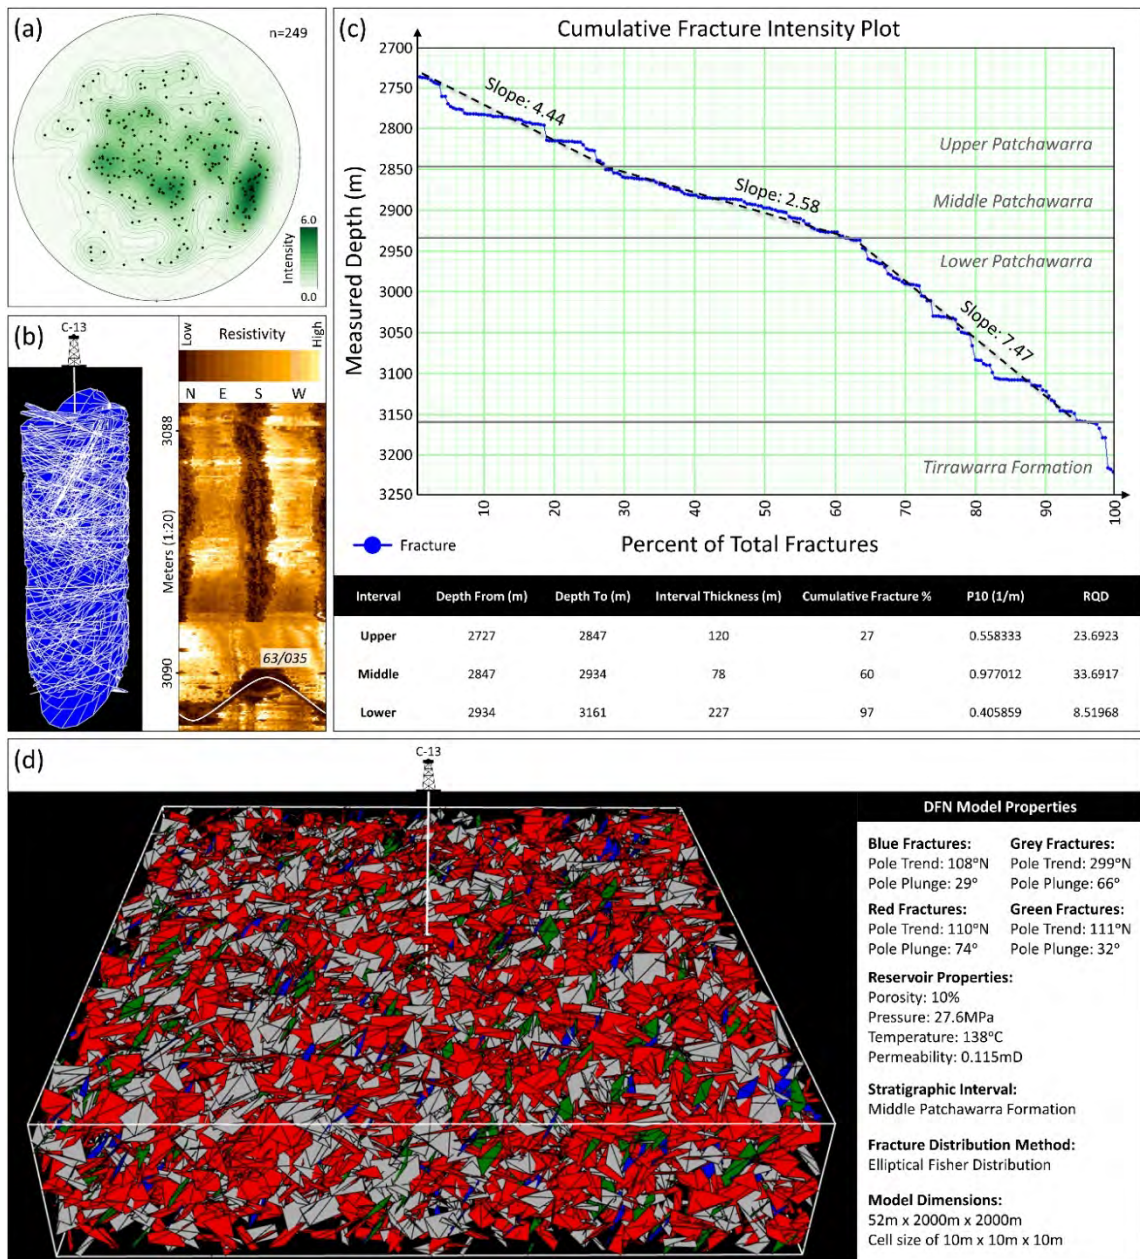 (a)
n=249
6.0
Intensity
0.0
(b)
C-13
Low
Resistivity
High
N E S W
3088
Meters (1:20)
3090
63/035
(c)
Cumulative Fracture Intensity Plot
Measured Depth (m)
2700
2750
2800
2850
2900
2950
3000
3050
3100
3150
3200
3250
Slope: 4.44
Slope: 2.58
Slope: 7.47
Upper Patchawarra
Middle Patchawarra
Lower Patchawarra
Tirrawarra Formation
10 20 30 40 50 60 70 80 90 100
Fracture
Percent of Total Fractures
Interval Depth From (m) Depth To (m) Interval Thickness (m) Cumulative Fracture % P10 (1/m) RQD
Upper 2727 2847 120 27 0.558333 23.6923
Middle 2847 2934 78 60 0.977012 33.6917
Lower 2934 3161 227 97 0.405859 8.51968
(d)
C-13
DFN Model Properties
Blue Fractures:
Pole Trend: 108°N
Pole Plunge: 29°
Grey Fractures:
Pole Trend: 299°N
Pole Plunge: 66°
Red Fractures:
Pole Trend: 110°N
Pole Plunge: 74°
Green Fractures:
Pole Trend: 111°N
Pole Plunge: 32°
Reservoir Properties:
Porosity: 10%
Pressure: 27.6MPa
Temperature: 138°C
Permeability: 0.115mD
Stratigraphic Interval:
Middle Patchawarra Formation
Fracture Distribution Method:
Elliptical Fisher Distribution
Model Dimensions:
52m x 2000m x 2000m
Cell size of 10m x 10m x 10m